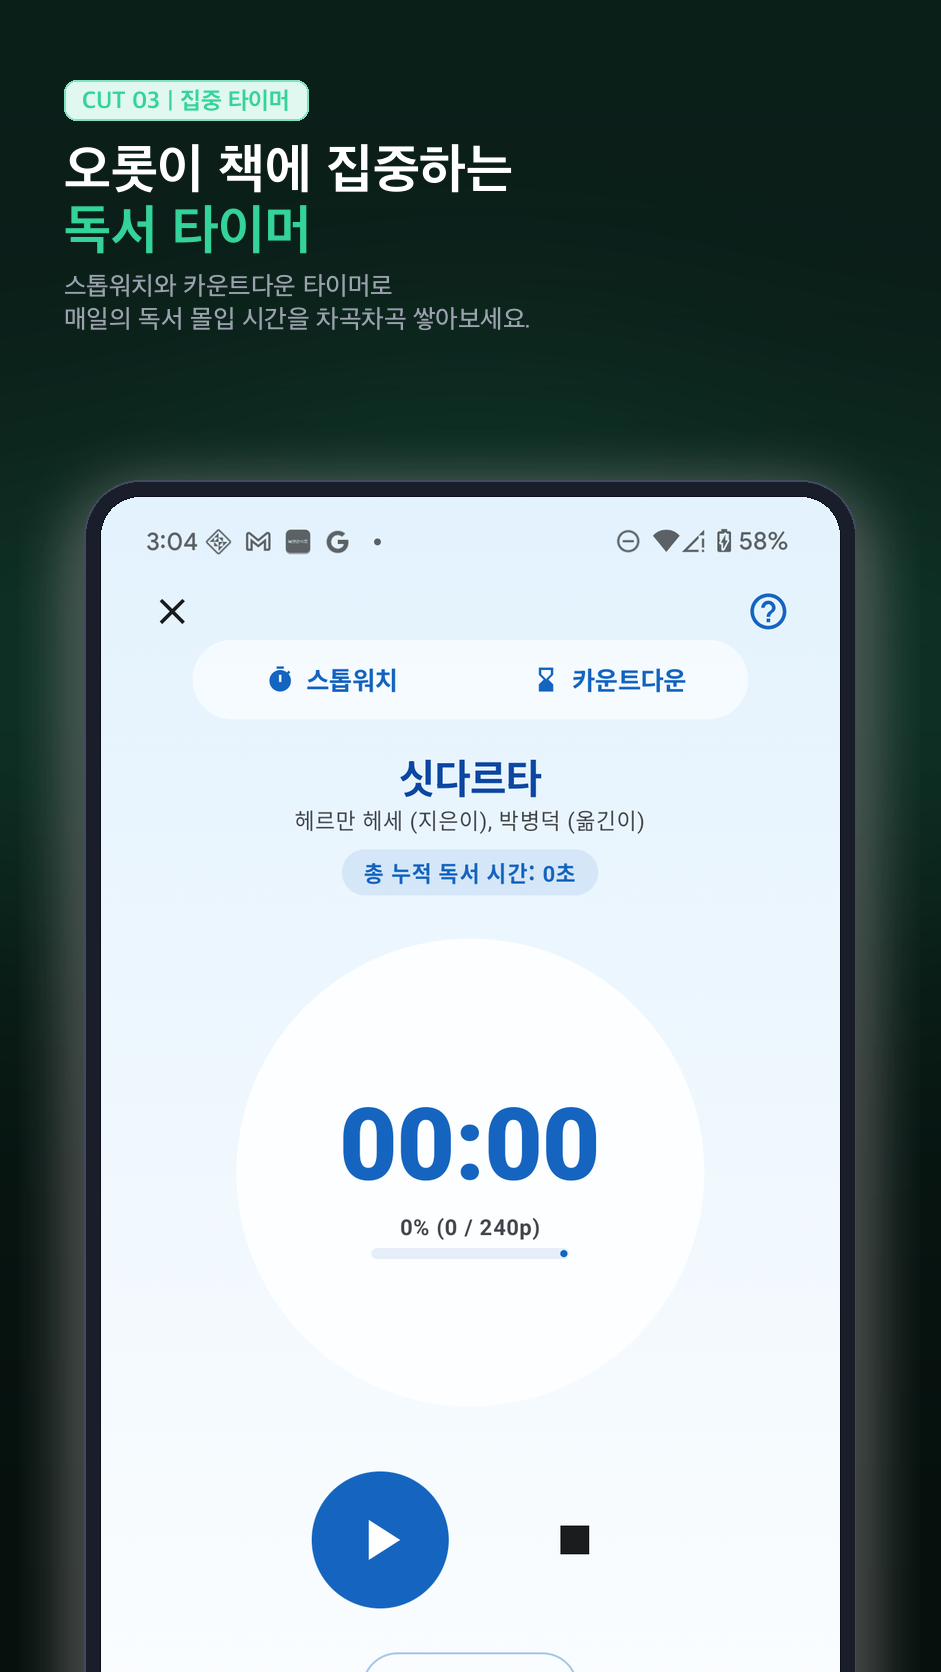 CUT 03 | 집중 타이머
오롯이 책에 집중하는
독서 타이머
스톱워치와 카운트다운 타이머로
매일의 독서 몰입 시간을 차곡차곡 쌓아보세요.
3:04 58%
스톱워치 카운트다운
싯다르타
헤르만 헤세 (지은이), 박병덕 (옮긴이)
총 누적 독서 시간: 0초
00:00
0% (0 / 240p)